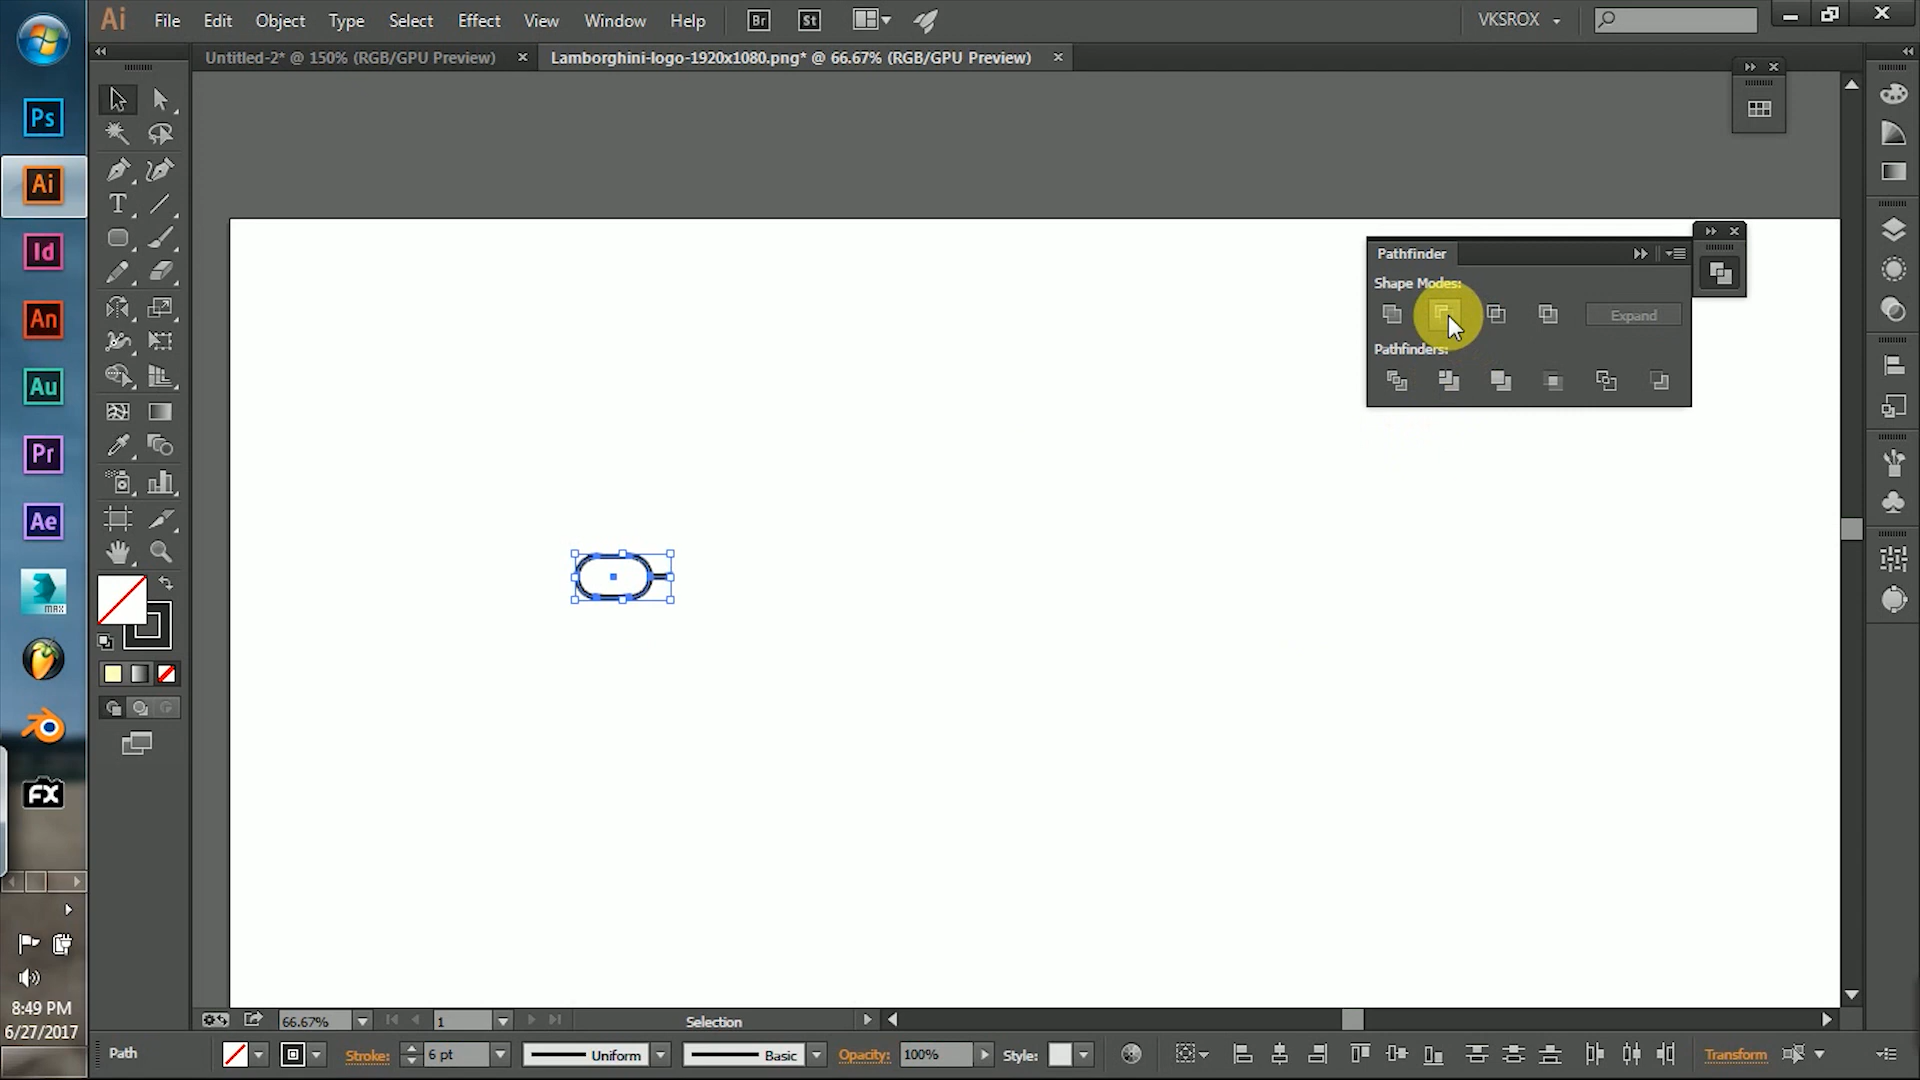 Ai File Edit Object Type Select Effect View Window Help Br St VKSROX
Untitled-2* @ 150% (RGB/GPU Preview) Lamborghini-logo-1920x1080.png* @ 66.67% (RGB/GPU Preview)
Ps
Ai
Id
An
Au
Pr
Ae
MAX
FX
T
Pathfinder
Shape Modes:
Expand
Pathfinders:
8:49 PM
6/27/2017
66.67% 1 Selection
Path Stroke: 6 pt Uniform Basic Opacity: 100% Style: Transform